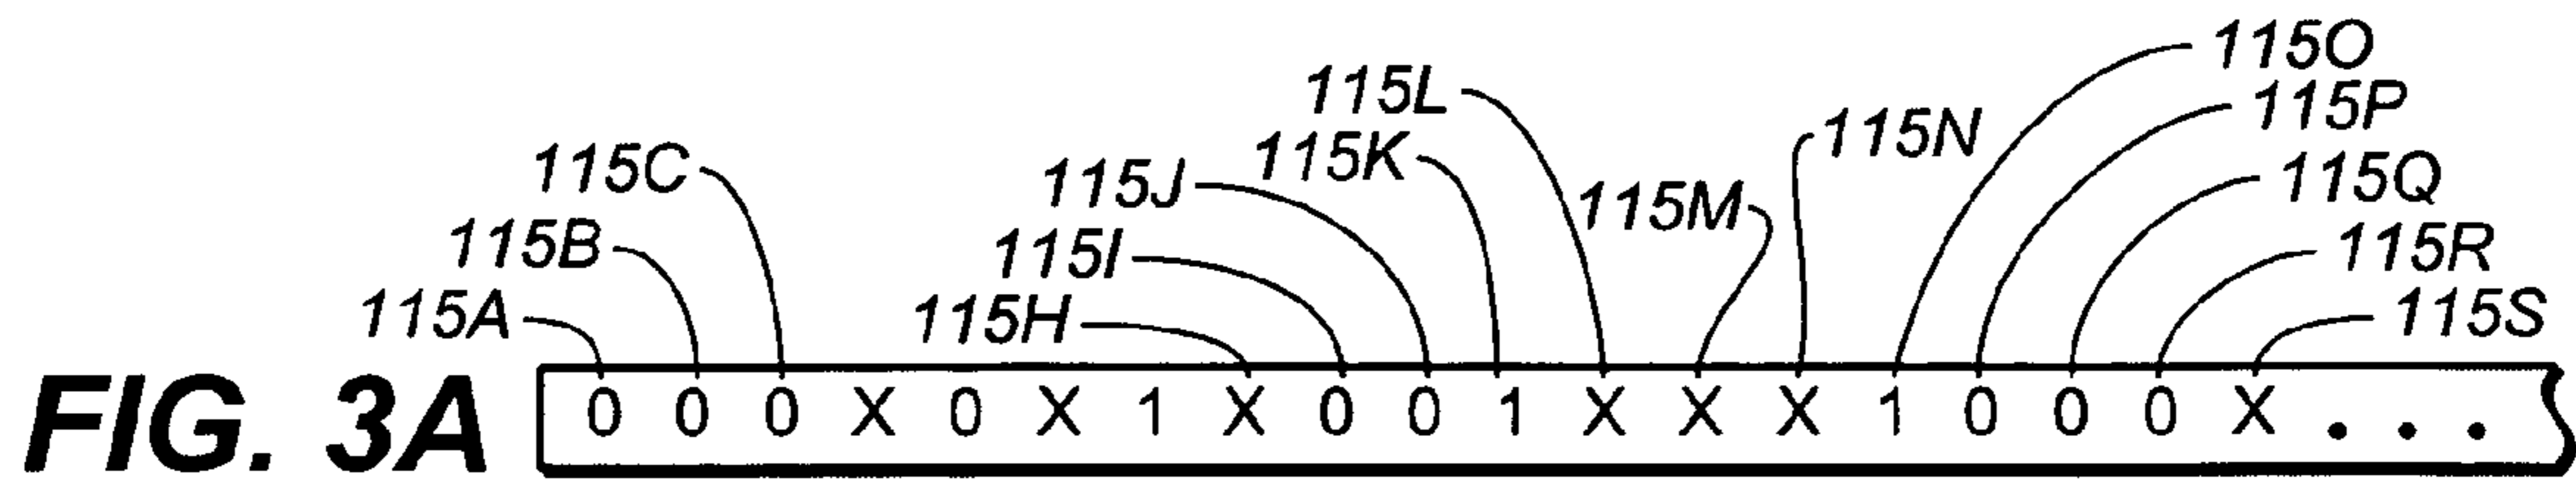 115O
115L
115P
115N
115C
115K
115J
115Q
115M
115B
115I
115R
115A
115H
115S
FIG. 3A
0 0 0 X 0 X 1 X 0 0 1 X X X 1 0 0 0 X . . .